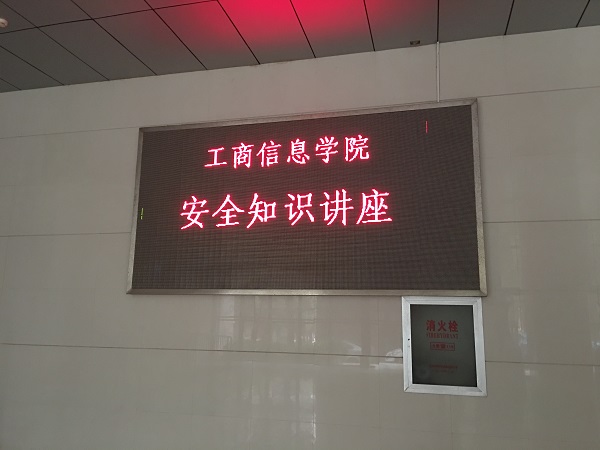 工商信息学院
安全知识讲座
消火栓